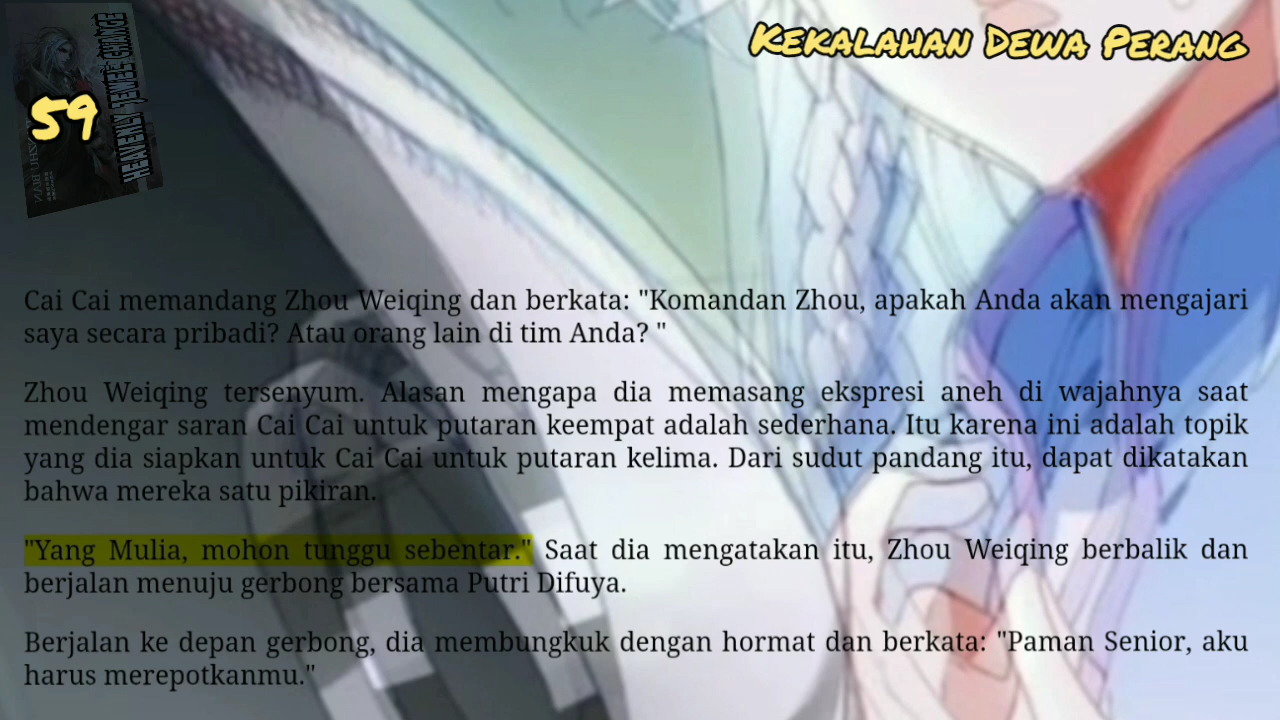 Kekalahan Dewa Perang
59
HEAVENLY JEWEL CHANGE
Cai Cai memandang Zhou Weiqing dan berkata: "Komandan Zhou, apakah Anda akan mengajari
saya secara pribadi? Atau orang lain di tim Anda? "
Zhou Weiqing tersenyum. Alasan mengapa dia memasang ekspresi aneh di wajahnya saat
mendengar saran Cai Cai untuk putaran keempat adalah sederhana. Itu karena ini adalah topik
yang dia siapkan untuk Cai Cai untuk putaran kelima. Dari sudut pandang itu, dapat dikatakan
bahwa mereka satu pikiran.
"Yang Mulia, mohon tunggu sebentar." Saat dia mengatakan itu, Zhou Weiqing berbalik dan
berjalan menuju gerbong bersama Putri Difuya.
Berjalan ke depan gerbong, dia membungkuk dengan hormat dan berkata: "Paman Senior, aku
harus merepotkanmu."